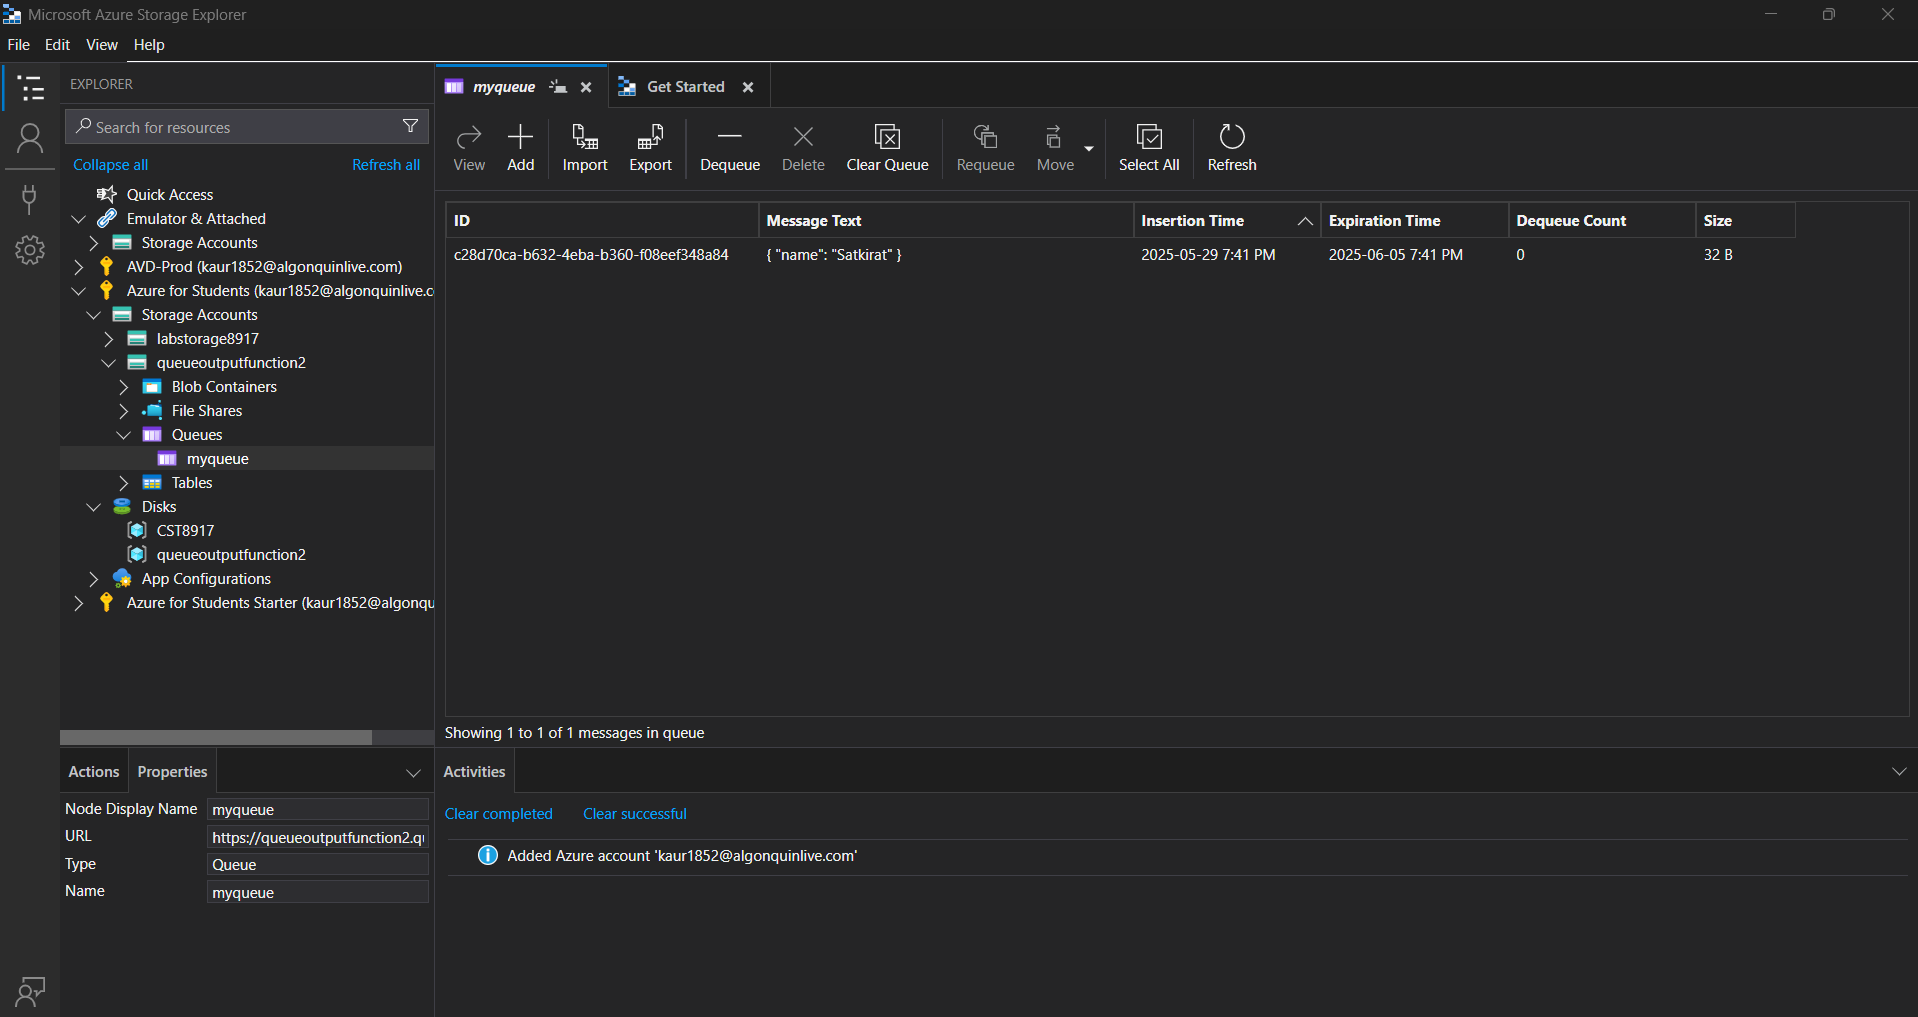 Microsoft Azure Storage Explorer
File Edit View Help
EXPLORER
Search for resources
Collapse all Refresh all
Quick Access
Emulator & Attached
Storage Accounts
AVD-Prod (kaur1852@algonquinlive.com)
Azure for Students (kaur1852@algonquinlive.c
Storage Accounts
labstorage8917
queueoutputfunction2
Blob Containers
File Shares
Queues
myqueue
Tables
Disks
CST8917
queueoutputfunction2
App Configurations
Azure for Students Starter (kaur1852@algonqu
myqueue Get Started
View Add Import Export Dequeue Delete Clear Queue Requeue Move Select All Refresh
ID Message Text Insertion Time Expiration Time Dequeue Count Size
c28d70ca-b632-4eba-b360-f08eef348a84 { "name": "Satkirat" } 2025-05-29 7:41 PM 2025-06-05 7:41 PM 0 32 B
Showing 1 to 1 of 1 messages in queue
Actions Properties
Node Display Name myqueue
URL https://queueoutputfunction2.q
Type Queue
Name myqueue
Activities
Clear completed Clear successful
Added Azure account 'kaur1852@algonquinlive.com'